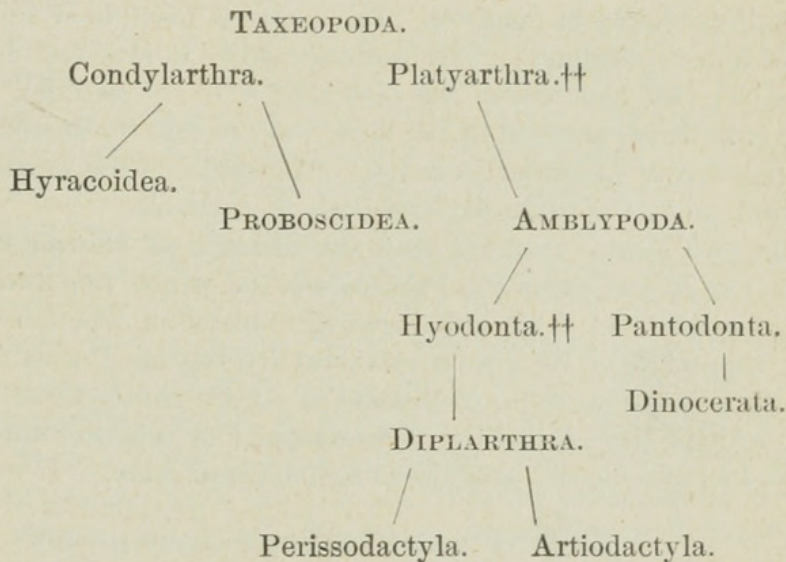 TAXEOPODA.
Condylarthra. Platyarthra.††
Hyracoidea.
PROBOSCIDEA. AMBLYPODA.
Hyodonta.†† Pantodonta.
Dinocerata.
DIPLARTHRA.
Perissodactyla. Artiodactyla.